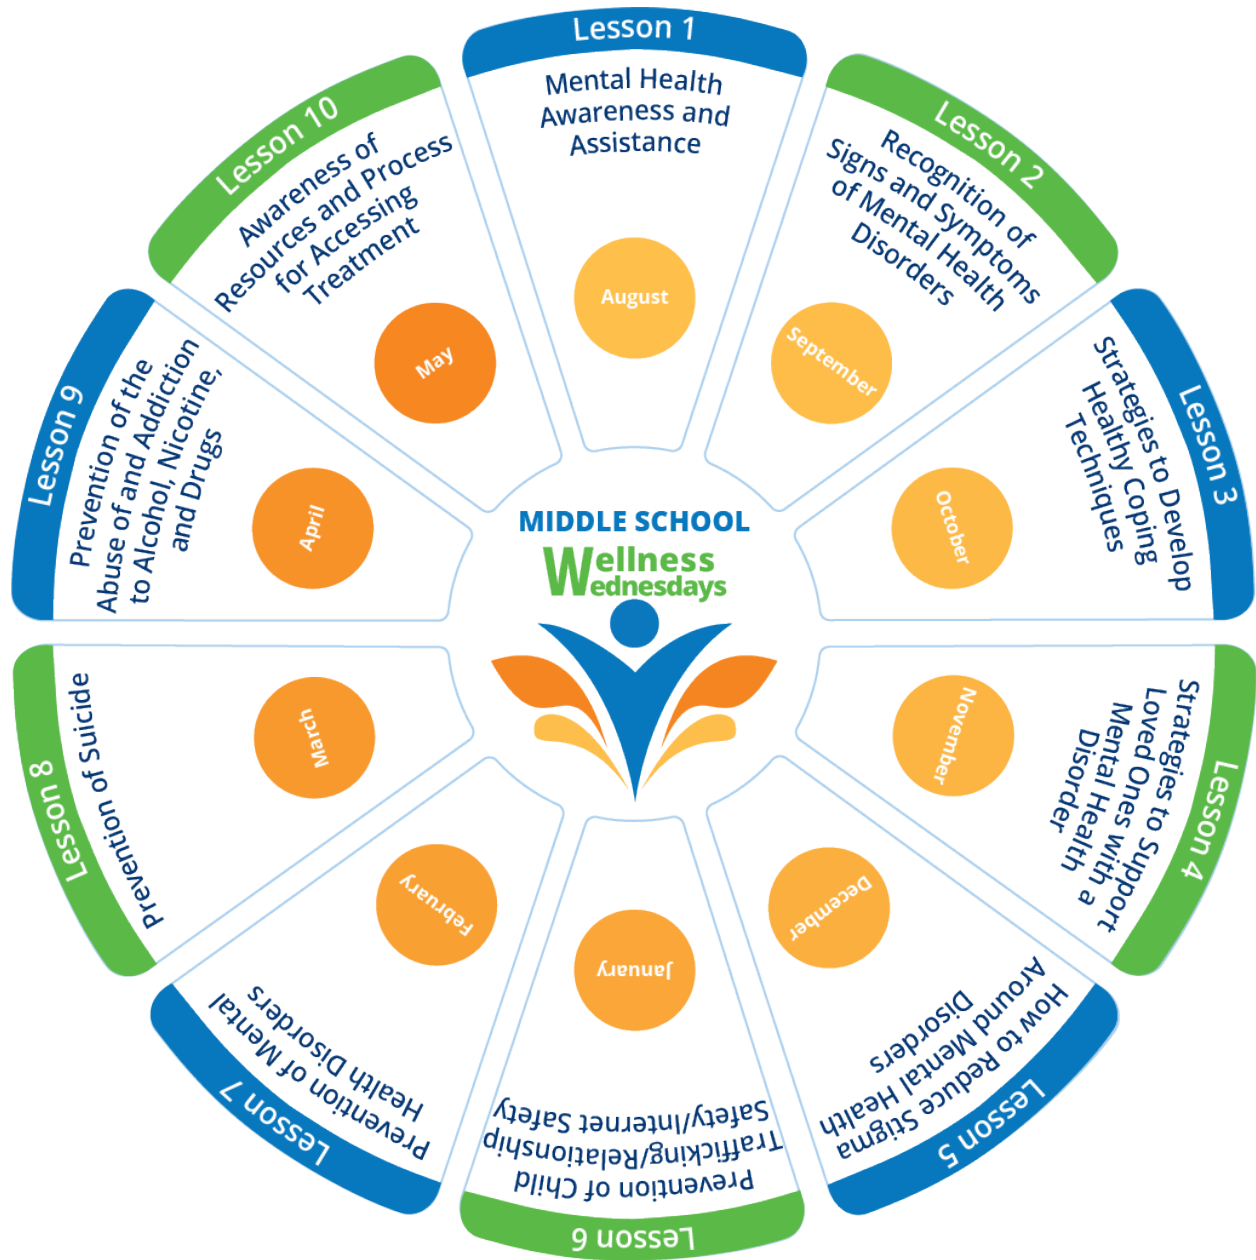 Lesson 1
Mental Health
Awareness and
Assistance
August
Lesson 2
Recognition of
Signs and Symptoms
of Mental Health
Disorders
September
Lesson 3
Strategies to Develop
Healthy Coping
Techniques
October
Lesson 4
Strategies to Support
Loved Ones with a
Mental Health
Disorder
November
Lesson 5
How to Reduce Stigma
Around Mental Health
Disorders
December
Lesson 6
Prevention of Child
Trafficking/Relationship
Safety/Internet Safety
January
Lesson 7
Prevention of Mental
Health Disorders
February
Lesson 8
Prevention of Suicide
March
Lesson 9
Prevention of the
Abuse of and Addiction
to Alcohol, Nicotine,
and Drugs
April
Lesson 10
Awareness of
Resources and Process
for Accessing
Treatment
May
MIDDLE SCHOOL
Wellness
Wednesdays